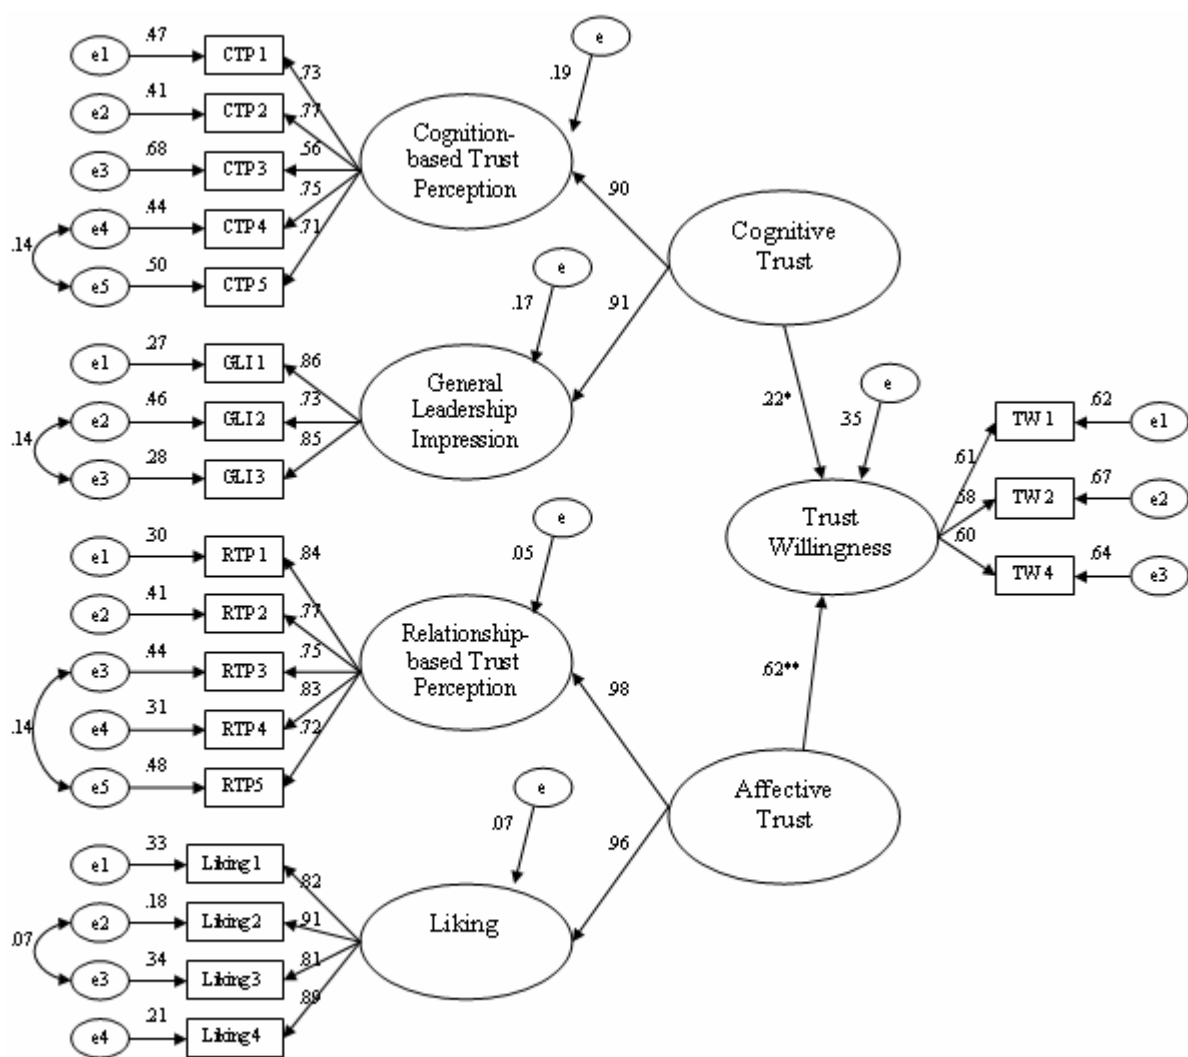 e
.47
e1
CTP1
.73
.19
.41
e2
CTP2
.77
Cognition-
based Trust
Perception
.68
e3
CTP3
.56
.90
.75
.44
e4
CTP4
.71
Cognitive
Trust
.14
.50
e5
CTP5
e
.91
.17
.27
e1
GLI1
.86
General
Leadership
Impression
.46
e2
GLI2
.73
.22*
e
.35
.14
.85
.28
e3
GLI3
TW1
.62
e1
.61
TW2
.67
e2
.58
Trust
Willingness
.60
TW4
.64
e3
e
.05
.30
e1
RTP1
.84
.41
e2
RTP2
.77
Relationship-
based Trust
Perception
.44
e3
RTP3
.75
.62**
.98
.83
.31
e4
RTP4
.72
.14
.48
e5
RTP5
e
Affective
Trust
.07
.96
.33
e1
Liking1
.82
.18
e2
Liking2
.91
Liking
.07
.81
.34
e3
Liking3
.89
.21
e4
Liking4